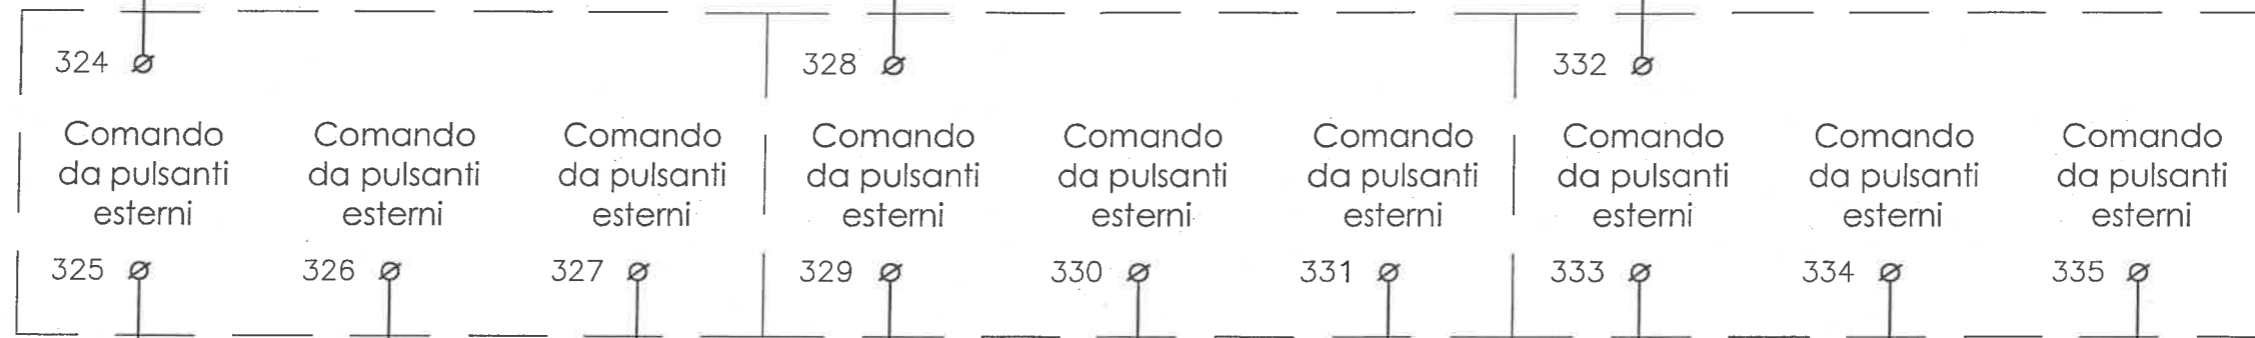 324 328 332
Comando Comando Comando Comando Comando Comando Comando Comando Comando
da pulsanti da pulsanti da pulsanti da pulsanti da pulsanti da pulsanti da pulsanti da pulsanti da pulsanti
esterni esterni esterni esterni esterni esterni esterni esterni esterni
325 326 327 329 330 331 333 334 335